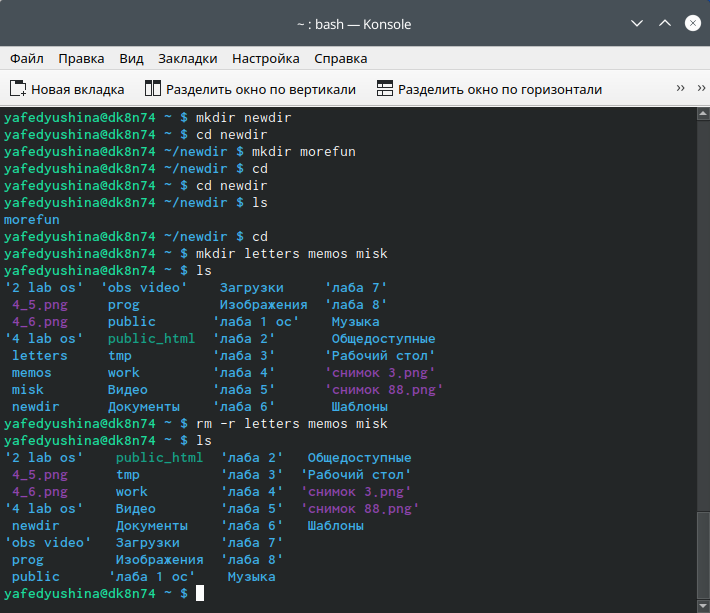 ~ : bash — Konsole
Файл Правка Вид Закладки Настройка Справка
Новая вкладка Разделить окно по вертикали Разделить окно по горизонтали
yafedyushina@dk8n74 ~ $ mkdir newdir
yafedyushina@dk8n74 ~ $ cd newdir
yafedyushina@dk8n74 ~/newdir $ mkdir morefun
yafedyushina@dk8n74 ~/newdir $ cd
yafedyushina@dk8n74 ~ $ cd newdir
yafedyushina@dk8n74 ~/newdir $ ls
morefun
yafedyushina@dk8n74 ~/newdir $ cd
yafedyushina@dk8n74 ~ $ mkdir letters memos misk
yafedyushina@dk8n74 ~ $ ls
'2 lab os' 'obs video' Загрузки 'лаба 7'
4_5.png prog Изображения 'лаба 8'
4_6.png public 'лаба 1 ос' Музыка
'4 lab os' public_html 'лаба 2' Общедоступные
letters tmp 'лаба 3' 'Рабочий стол'
memos work 'лаба 4' 'снимок 3.png'
misk Видео 'лаба 5' 'снимок 88.png'
newdir Документы 'лаба 6' Шаблоны
yafedyushina@dk8n74 ~ $ rm -r letters memos misk
yafedyushina@dk8n74 ~ $ ls
'2 lab os' public_html 'лаба 2' Общедоступные
4_5.png tmp 'лаба 3' 'Рабочий стол'
4_6.png work 'лаба 4' 'снимок 3.png'
'4 lab os' Видео 'лаба 5' 'снимок 88.png'
newdir Документы 'лаба 6' Шаблоны
'obs video' Загрузки 'лаба 7'
prog Изображения 'лаба 8'
public 'лаба 1 ос' Музыка
yafedyushina@dk8n74 ~ $